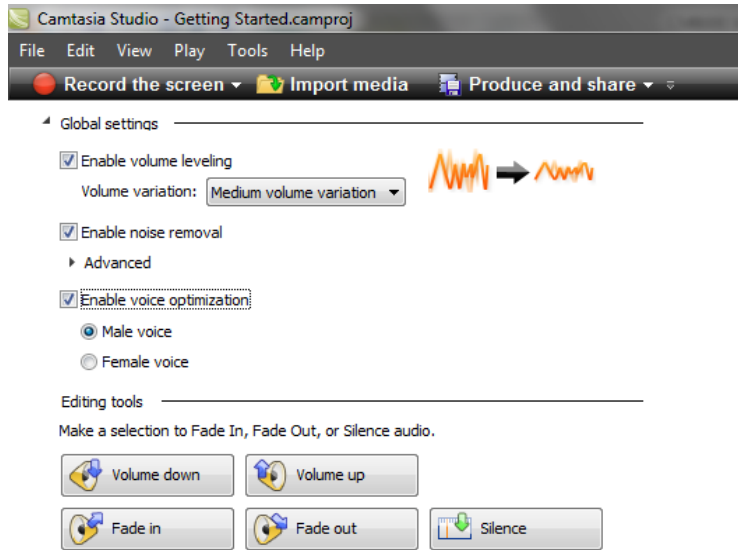 Camtasia Studio - Getting Started.camproj
File Edit View Play Tools Help
Record the screen Import media Produce and share
Global settings
Enable volume leveling
Volume variation: Medium volume variation
Enable noise removal
Advanced
Enable voice optimization
Male voice
Female voice
Editing tools
Make a selection to Fade In, Fade Out, or Silence audio.
Volume down Volume up
Fade in Fade out Silence